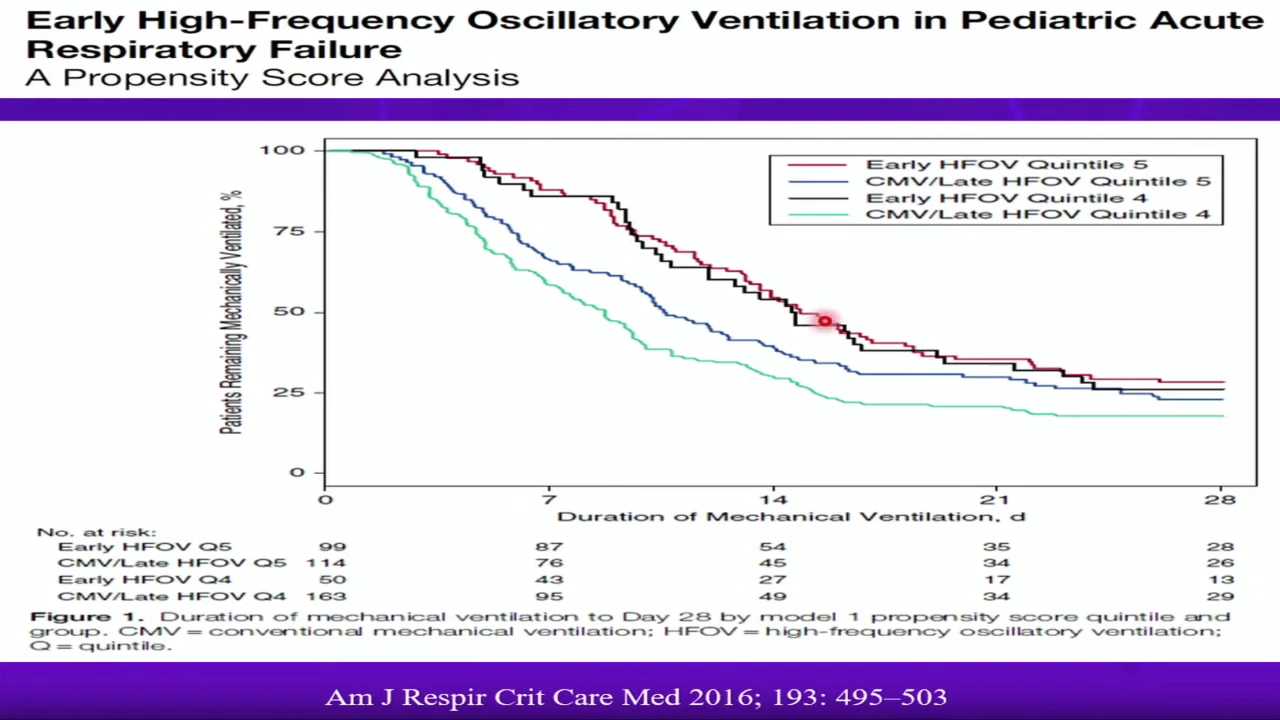 Early High-Frequency Oscillatory Ventilation in Pediatric Acute
Respiratory Failure
A Propensity Score Analysis
Patients Remaining Mechanically Ventilated, %
100
75
50
25
0
Early HFOV Quintile 5
CMV/Late HFOV Quintile 5
Early HFOV Quintile 4
CMV/Late HFOV Quintile 4
0 7 14 21 28
Duration of Mechanical Ventilation, d
No. at risk:
Early HFOV Q5 99 87 54 35 28
CMV/Late HFOV Q5 114 76 45 34 26
Early HFOV Q4 50 43 27 17 13
CMV/Late HFOV Q4 163 95 49 34 29
Figure 1. Duration of mechanical ventilation to Day 28 by model 1 propensity score quintile and
group. CMV = conventional mechanical ventilation; HFOV = high-frequency oscillatory ventilation;
Q = quintile.
Am J Respir Crit Care Med 2016; 193: 495–503